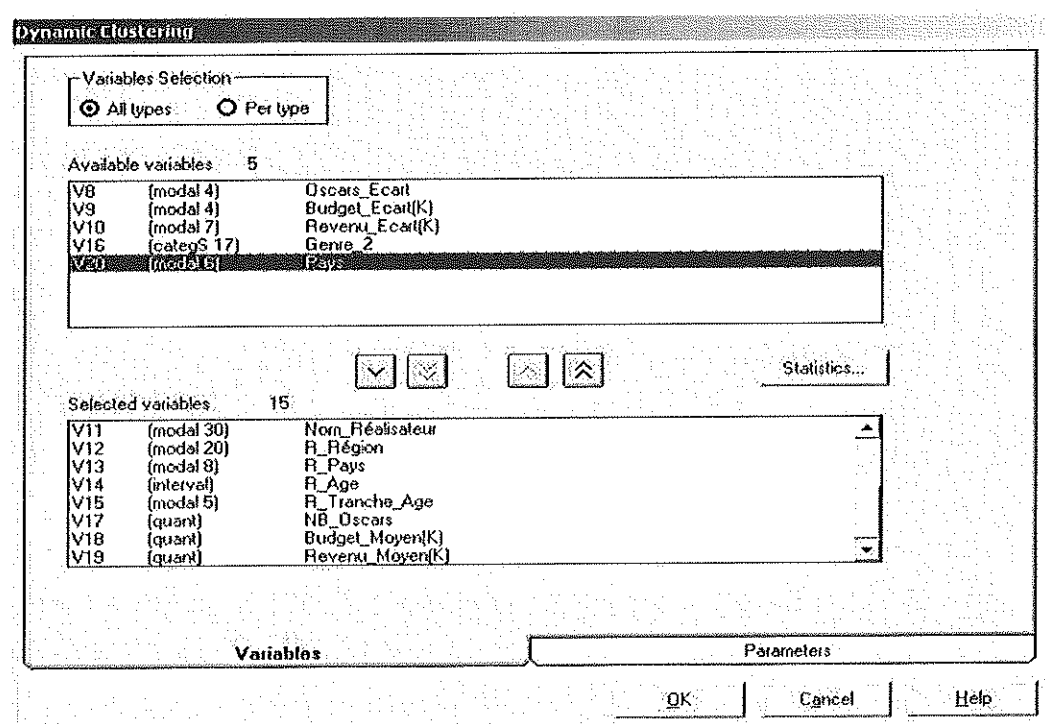 Dynamic Clustering
Variables Selection
All types Per type
Available variables 5
V8 (modal 4) Oscars_Ecart
V9 (modal 4) Budget_Ecart(K)
V10 (modal 7) Revenu_Ecart(K)
V16 (categS 17) Genre_2
V20 (modal 6) Pays
Statistics...
Selected variables 15
V11 (modal 30) Nom_Réalisateur
V12 (modal 20) R_Région
V13 (modal 8) R_Pays
V14 (interval) R_Age
V15 (modal 5) R_Tranche_Age
V17 (quant) NB_Oscars
V18 (quant) Budget_Moyen(K)
V19 (quant) Revenu_Moyen(K)
Variables Parameters
OK Cancel Help